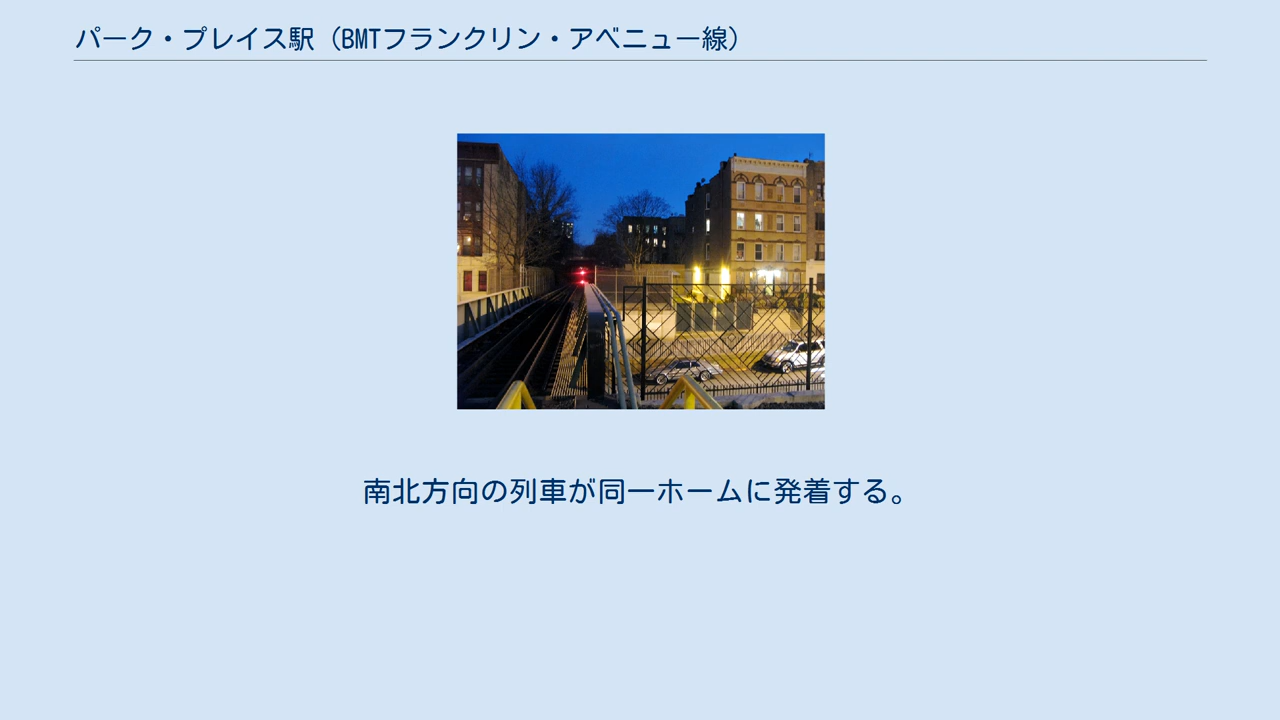 パーク・プレイス駅（BMTフランクリン・アベニュー線）
南北方向の列車が同一ホームに発着する。